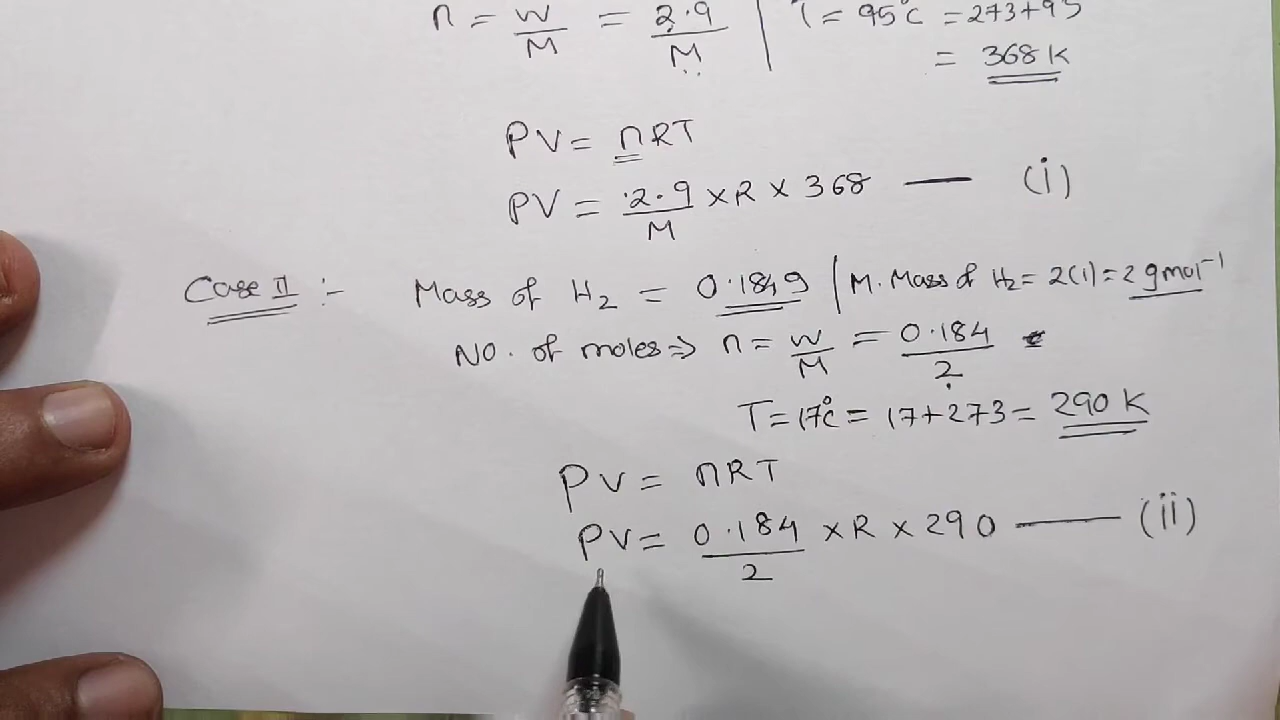 n = W/M = 2.9/M | T = 95°C = 273+95
= 368 K
PV = nRT
PV = 2.9/M × R × 368 — (i)
Case II :- Mass of H₂ = 0.184g | M. Mass of H₂ = 2(1) = 2 g mol⁻¹
NO. of moles ⇒ n = W/M = 0.184/2
T = 17°C = 17+273 = 290 K
PV = nRT
PV = 0.184/2 × R × 290 — (ii)